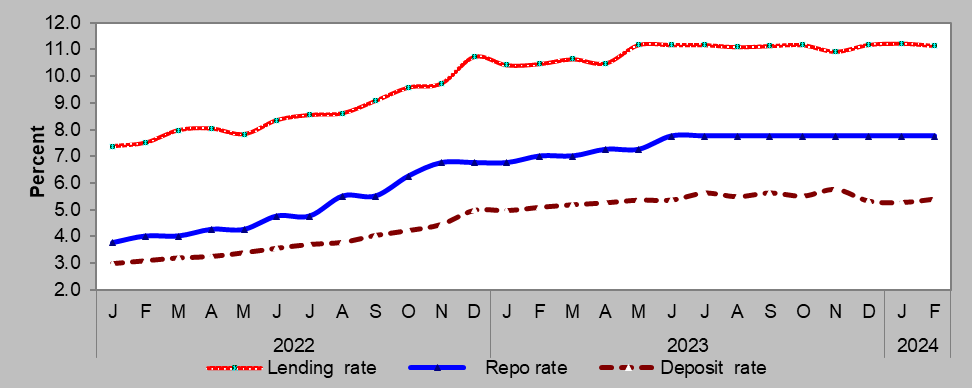 12.0
11.0
10.0
9.0
8.0
7.0
6.0
5.0
4.0
3.0
2.0
Percent
J F M A M J J A S O N D J F M A M J J A S O N D J F
2022 2023 2024
Lending rate Repo rate Deposit rate